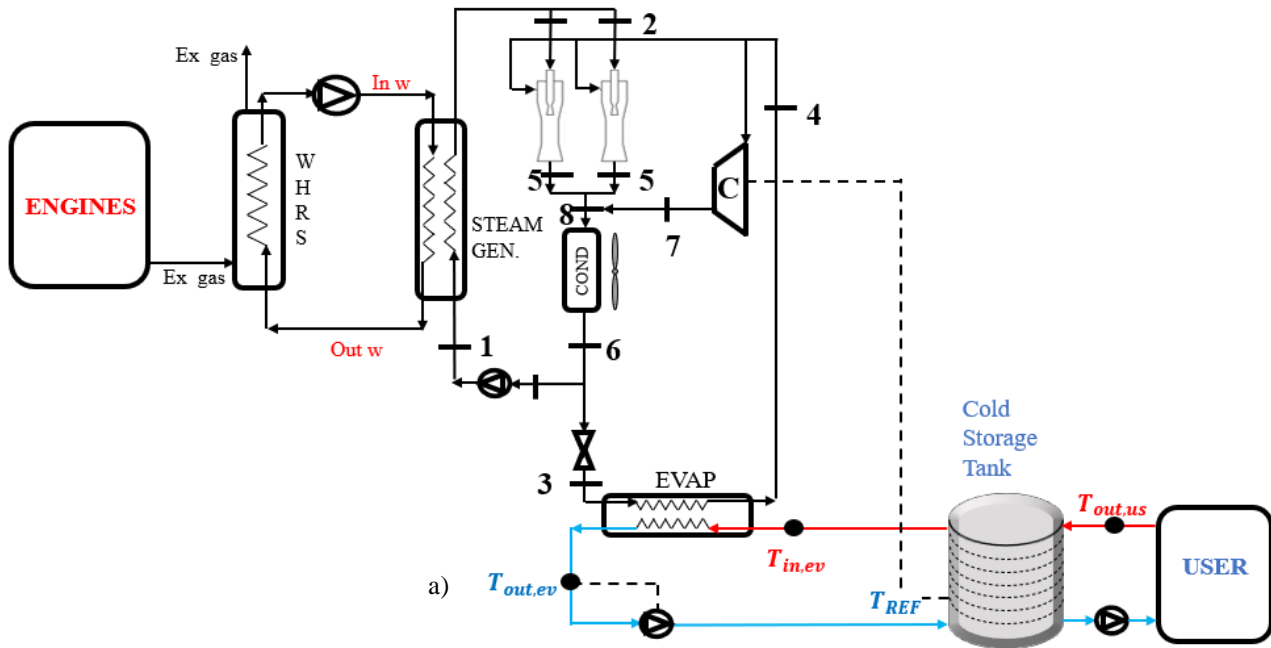 2
Ex gas
In w
4
ENGINES
W
H
R
S
5
5
C
8
7
STEAM
GEN.
COND
Ex gas
Out w
1
6
Cold
Storage
Tank
3
EVAP
T_out,us
T_in,ev
USER
a)
T_out,ev
T_REF